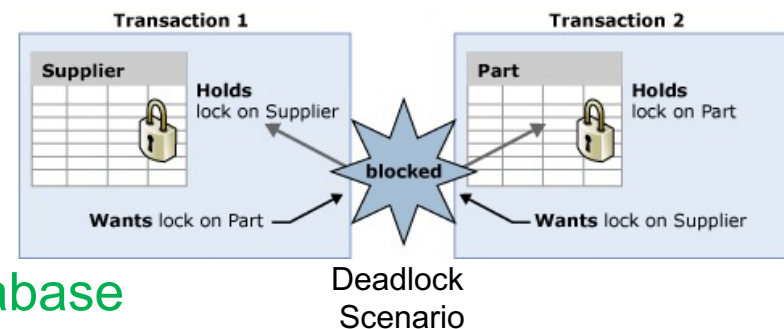 Transaction 1
Transaction 2
Supplier
Holds
lock on Supplier
Part
Holds
lock on Part
blocked
Wants lock on Part
Wants lock on Supplier
abase
Deadlock
Scenario